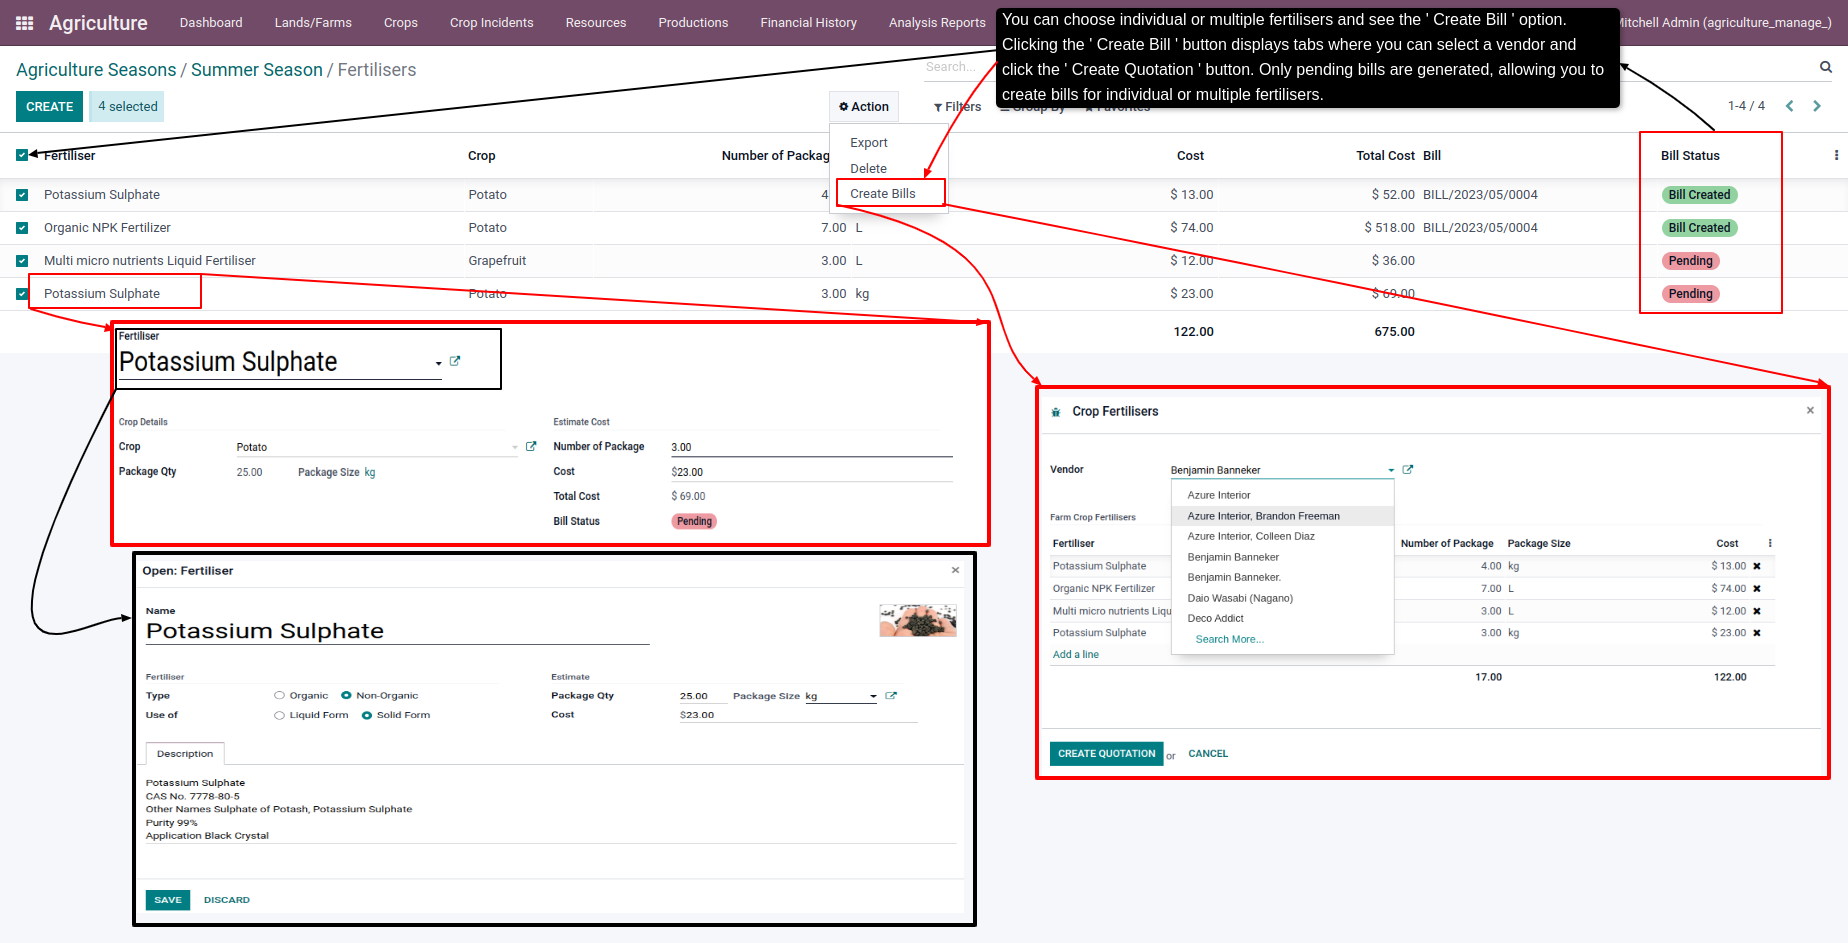 Agriculture Dashboard Lands/Farms Crops Crop Incidents Resources Productions Financial History Analysis Reports Mitchell Admin (agriculture_manage_)
You can choose individual or multiple fertilisers and see the ' Create Bill ' option.
Clicking the ' Create Bill ' button displays tabs where you can select a vendor and
click the ' Create Quotation ' button. Only pending bills are generated, allowing you to
create bills for individual or multiple fertilisers.
Agriculture Seasons / Summer Season / Fertilisers
Search...
CREATE 4 selected Action Filters Group By Favorites 1-4 / 4
Export
Delete
Create Bills
Fertiliser Crop Number of Packag Cost Total Cost Bill Bill Status
Potassium Sulphate Potato 4 $ 13.00 $ 52.00 BILL/2023/05/0004 Bill Created
Organic NPK Fertilizer Potato 7.00 L $ 74.00 $ 518.00 BILL/2023/05/0004 Bill Created
Multi micro nutrients Liquid Fertiliser Grapefruit 3.00 L $ 12.00 $ 36.00 Pending
Potassium Sulphate Potato 3.00 kg $ 23.00 $ 69.00 Pending
122.00 675.00
Fertiliser
Potassium Sulphate
Crop Details Estimate Cost
Crop Potato Number of Package 3.00
Package Qty 25.00 Package Size kg Cost $23.00
Total Cost $ 69.00
Bill Status Pending
Open: Fertiliser ×
Name
Potassium Sulphate
Fertiliser Estimate
Type Organic Non-Organic Package Qty 25.00 Package Size kg
Use of Liquid Form Solid Form Cost $23.00
Description
Potassium Sulphate
CAS No. 7778-80-5
Other Names Sulphate of Potash, Potassium Sulphate
Purity 99%
Application Black Crystal
SAVE DISCARD
Crop Fertilisers ×
Vendor Benjamin Banneker
Azure Interior
Azure Interior, Brandon Freeman
Azure Interior, Colleen Diaz
Benjamin Banneker
Benjamin Banneker.
Daio Wasabi (Nagano)
Deco Addict
Search More...
Farm Crop Fertilisers
Fertiliser Number of Package Package Size Cost
Potassium Sulphate 4.00 kg $ 13.00
Organic NPK Fertilizer 7.00 L $ 74.00
Multi micro nutrients Liqu 3.00 L $ 12.00
Potassium Sulphate 3.00 kg $ 23.00
Add a line
17.00 122.00
CREATE QUOTATION or CANCEL